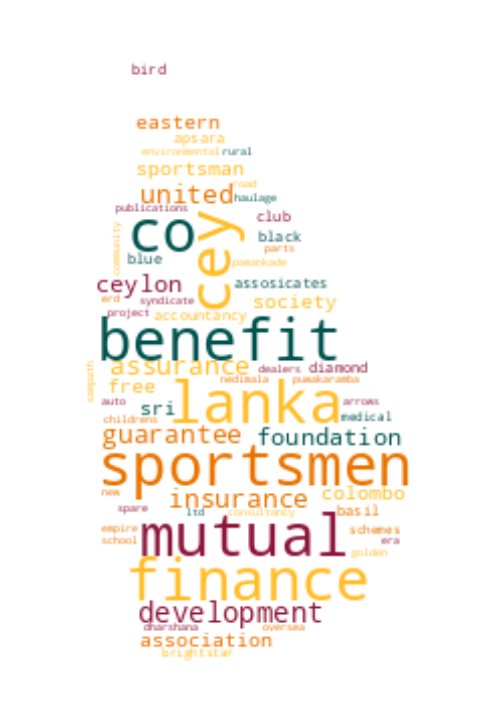 bird
eastern
apsara
environmental rural
sportsman
road
united haulage
publications
club
co
cey
community
black
parts
blue
pamankade
ceylon
assosicates
erd syndicate society
project accountancy
benefit
assurance dealers diamond
sampath
free nedimala puwakaramba
lanka
auto sri arrows
childrens medical
guarantee foundation
sportsmen
new insurance colombo
spare ltd consultancy basil
mutual
empire schemes
school era
golden
finance
development
dharshana oversea
association
brightstar